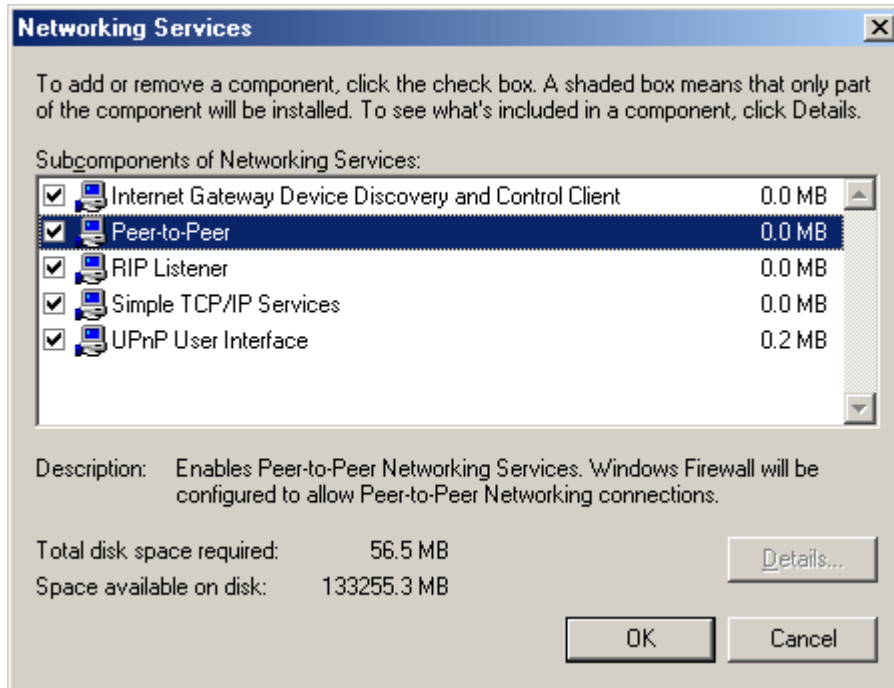 Networking Services
To add or remove a component, click the check box. A shaded box means that only part
of the component will be installed. To see what's included in a component, click Details.
Subcomponents of Networking Services:
Internet Gateway Device Discovery and Control Client 0.0 MB
Peer-to-Peer 0.0 MB
RIP Listener 0.0 MB
Simple TCP/IP Services 0.0 MB
UPnP User Interface 0.2 MB
Description: Enables Peer-to-Peer Networking Services. Windows Firewall will be
configured to allow Peer-to-Peer Networking connections.
Total disk space required: 56.5 MB
Space available on disk: 133255.3 MB
Details...
OK Cancel